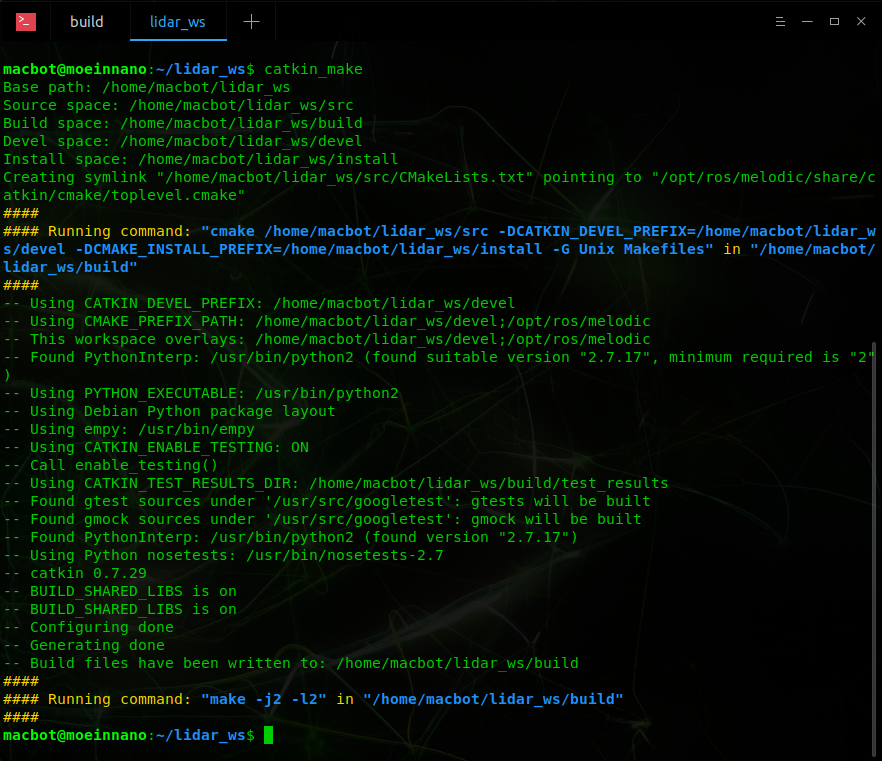 >_ build lidar_ws
macbot@moeinnano:~/lidar_ws$ catkin_make
Base path: /home/macbot/lidar_ws
Source space: /home/macbot/lidar_ws/src
Build space: /home/macbot/lidar_ws/build
Devel space: /home/macbot/lidar_ws/devel
Install space: /home/macbot/lidar_ws/install
Creating symlink "/home/macbot/lidar_ws/src/CMakeLists.txt" pointing to "/opt/ros/melodic/share/c
atkin/cmake/toplevel.cmake"
####
#### Running command: "cmake /home/macbot/lidar_ws/src -DCATKIN_DEVEL_PREFIX=/home/macbot/lidar_w
s/devel -DCMAKE_INSTALL_PREFIX=/home/macbot/lidar_ws/install -G Unix Makefiles" in "/home/macbot/
lidar_ws/build"
####
-- Using CATKIN_DEVEL_PREFIX: /home/macbot/lidar_ws/devel
-- Using CMAKE_PREFIX_PATH: /home/macbot/lidar_ws/devel;/opt/ros/melodic
-- This workspace overlays: /home/macbot/lidar_ws/devel;/opt/ros/melodic
-- Found PythonInterp: /usr/bin/python2 (found suitable version "2.7.17", minimum required is "2"
)
-- Using PYTHON_EXECUTABLE: /usr/bin/python2
-- Using Debian Python package layout
-- Using empy: /usr/bin/empy
-- Using CATKIN_ENABLE_TESTING: ON
-- Call enable_testing()
-- Using CATKIN_TEST_RESULTS_DIR: /home/macbot/lidar_ws/build/test_results
-- Found gtest sources under '/usr/src/googletest': gtests will be built
-- Found gmock sources under '/usr/src/googletest': gmock will be built
-- Found PythonInterp: /usr/bin/python2 (found version "2.7.17")
-- Using Python nosetests: /usr/bin/nosetests-2.7
-- catkin 0.7.29
-- BUILD_SHARED_LIBS is on
-- BUILD_SHARED_LIBS is on
-- Configuring done
-- Generating done
-- Build files have been written to: /home/macbot/lidar_ws/build
####
#### Running command: "make -j2 -l2" in "/home/macbot/lidar_ws/build"
####
macbot@moeinnano:~/lidar_ws$